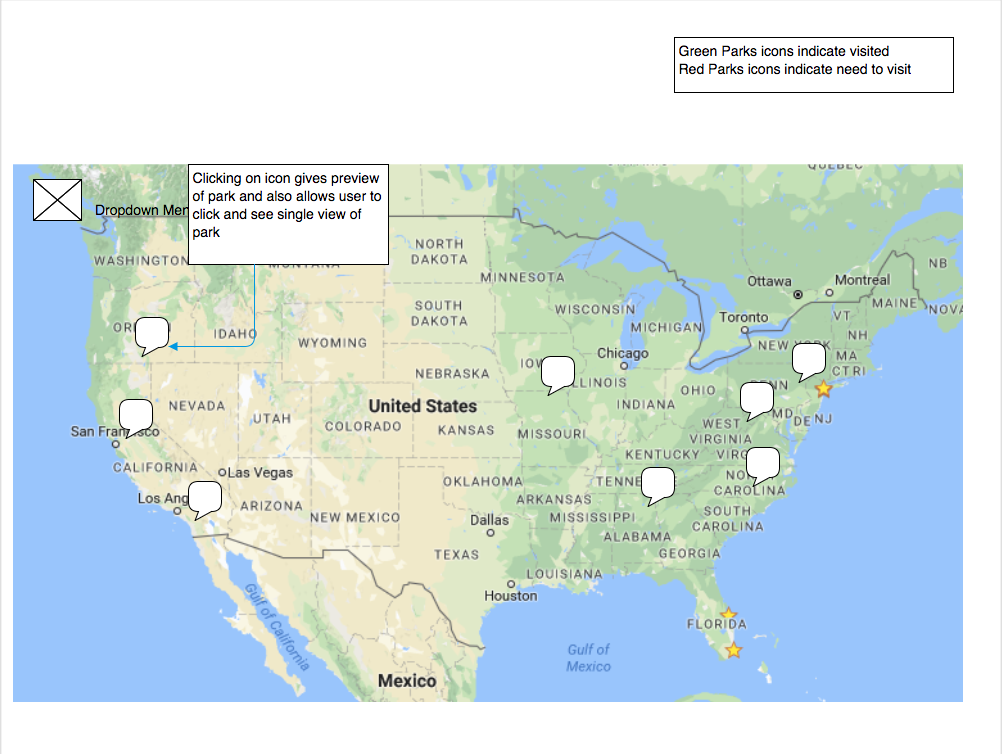 Green Parks icons indicate visited
Red Parks icons indicate need to visit
QUEBEC
Clicking on icon gives preview
of park and also allows user to
click and see single view of
park
Dropdown
WASHINGTON
MONTANA
NORTH
DAKOTA
MINNESOTA
Ottawa
Montreal
NB
MAINE
NOVA
SOUTH
DAKOTA
WISCONSIN
MICHIGAN
Toronto
VT
NH
IDAHO
WYOMING
NEW YORK
MA
CT RI
Chicago
NEBRASKA
ILLINOIS
OHIO
PENN
INDIANA
MD
DE NJ
NEVADA
UTAH
COLORADO
United States
KANSAS
MISSOURI
WEST
VIRGINIA
San Francisco
KENTUCKY
VIRG
CALIFORNIA
Las Vegas
OKLAHOMA
TENNE
NO
CAROLINA
Los Ang
ARIZONA
NEW MEXICO
ARKANSAS
MISSISSIPPI
SOUTH
CAROLINA
Dallas
ALABAMA
TEXAS
GEORGIA
LOUISIANA
Houston
Gulf of California
FLORIDA
Gulf of
Mexico
Mexico